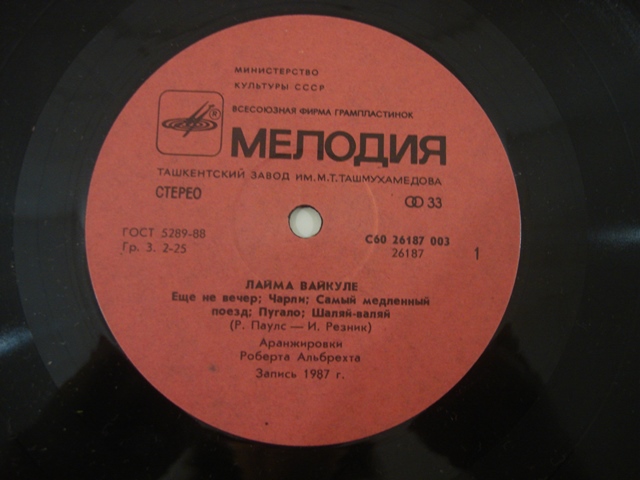 МИНИСТЕРСТВО
КУЛЬТУРЫ СССР
ВСЕСОЮЗНАЯ ФИРМА ГРАМПЛАСТИНОК
МЕЛОДИЯ
ТАШКЕНТСКИЙ ЗАВОД ИМ.М.Т.ТАШМУХАМЕДОВА
СТЕРЕО
33
ГОСТ 5289-88
Гр. 3. 2-25
С60 26187 003
26187
1
ЛАЙМА ВАЙКУЛЕ
Еще не вечер; Чарли; Самый медленный
поезд; Пугало; Шаляй-валяй
(Р. Паулс — И. Резник)
Аранжировки
Роберта Альбрехта
Запись 1987 г.